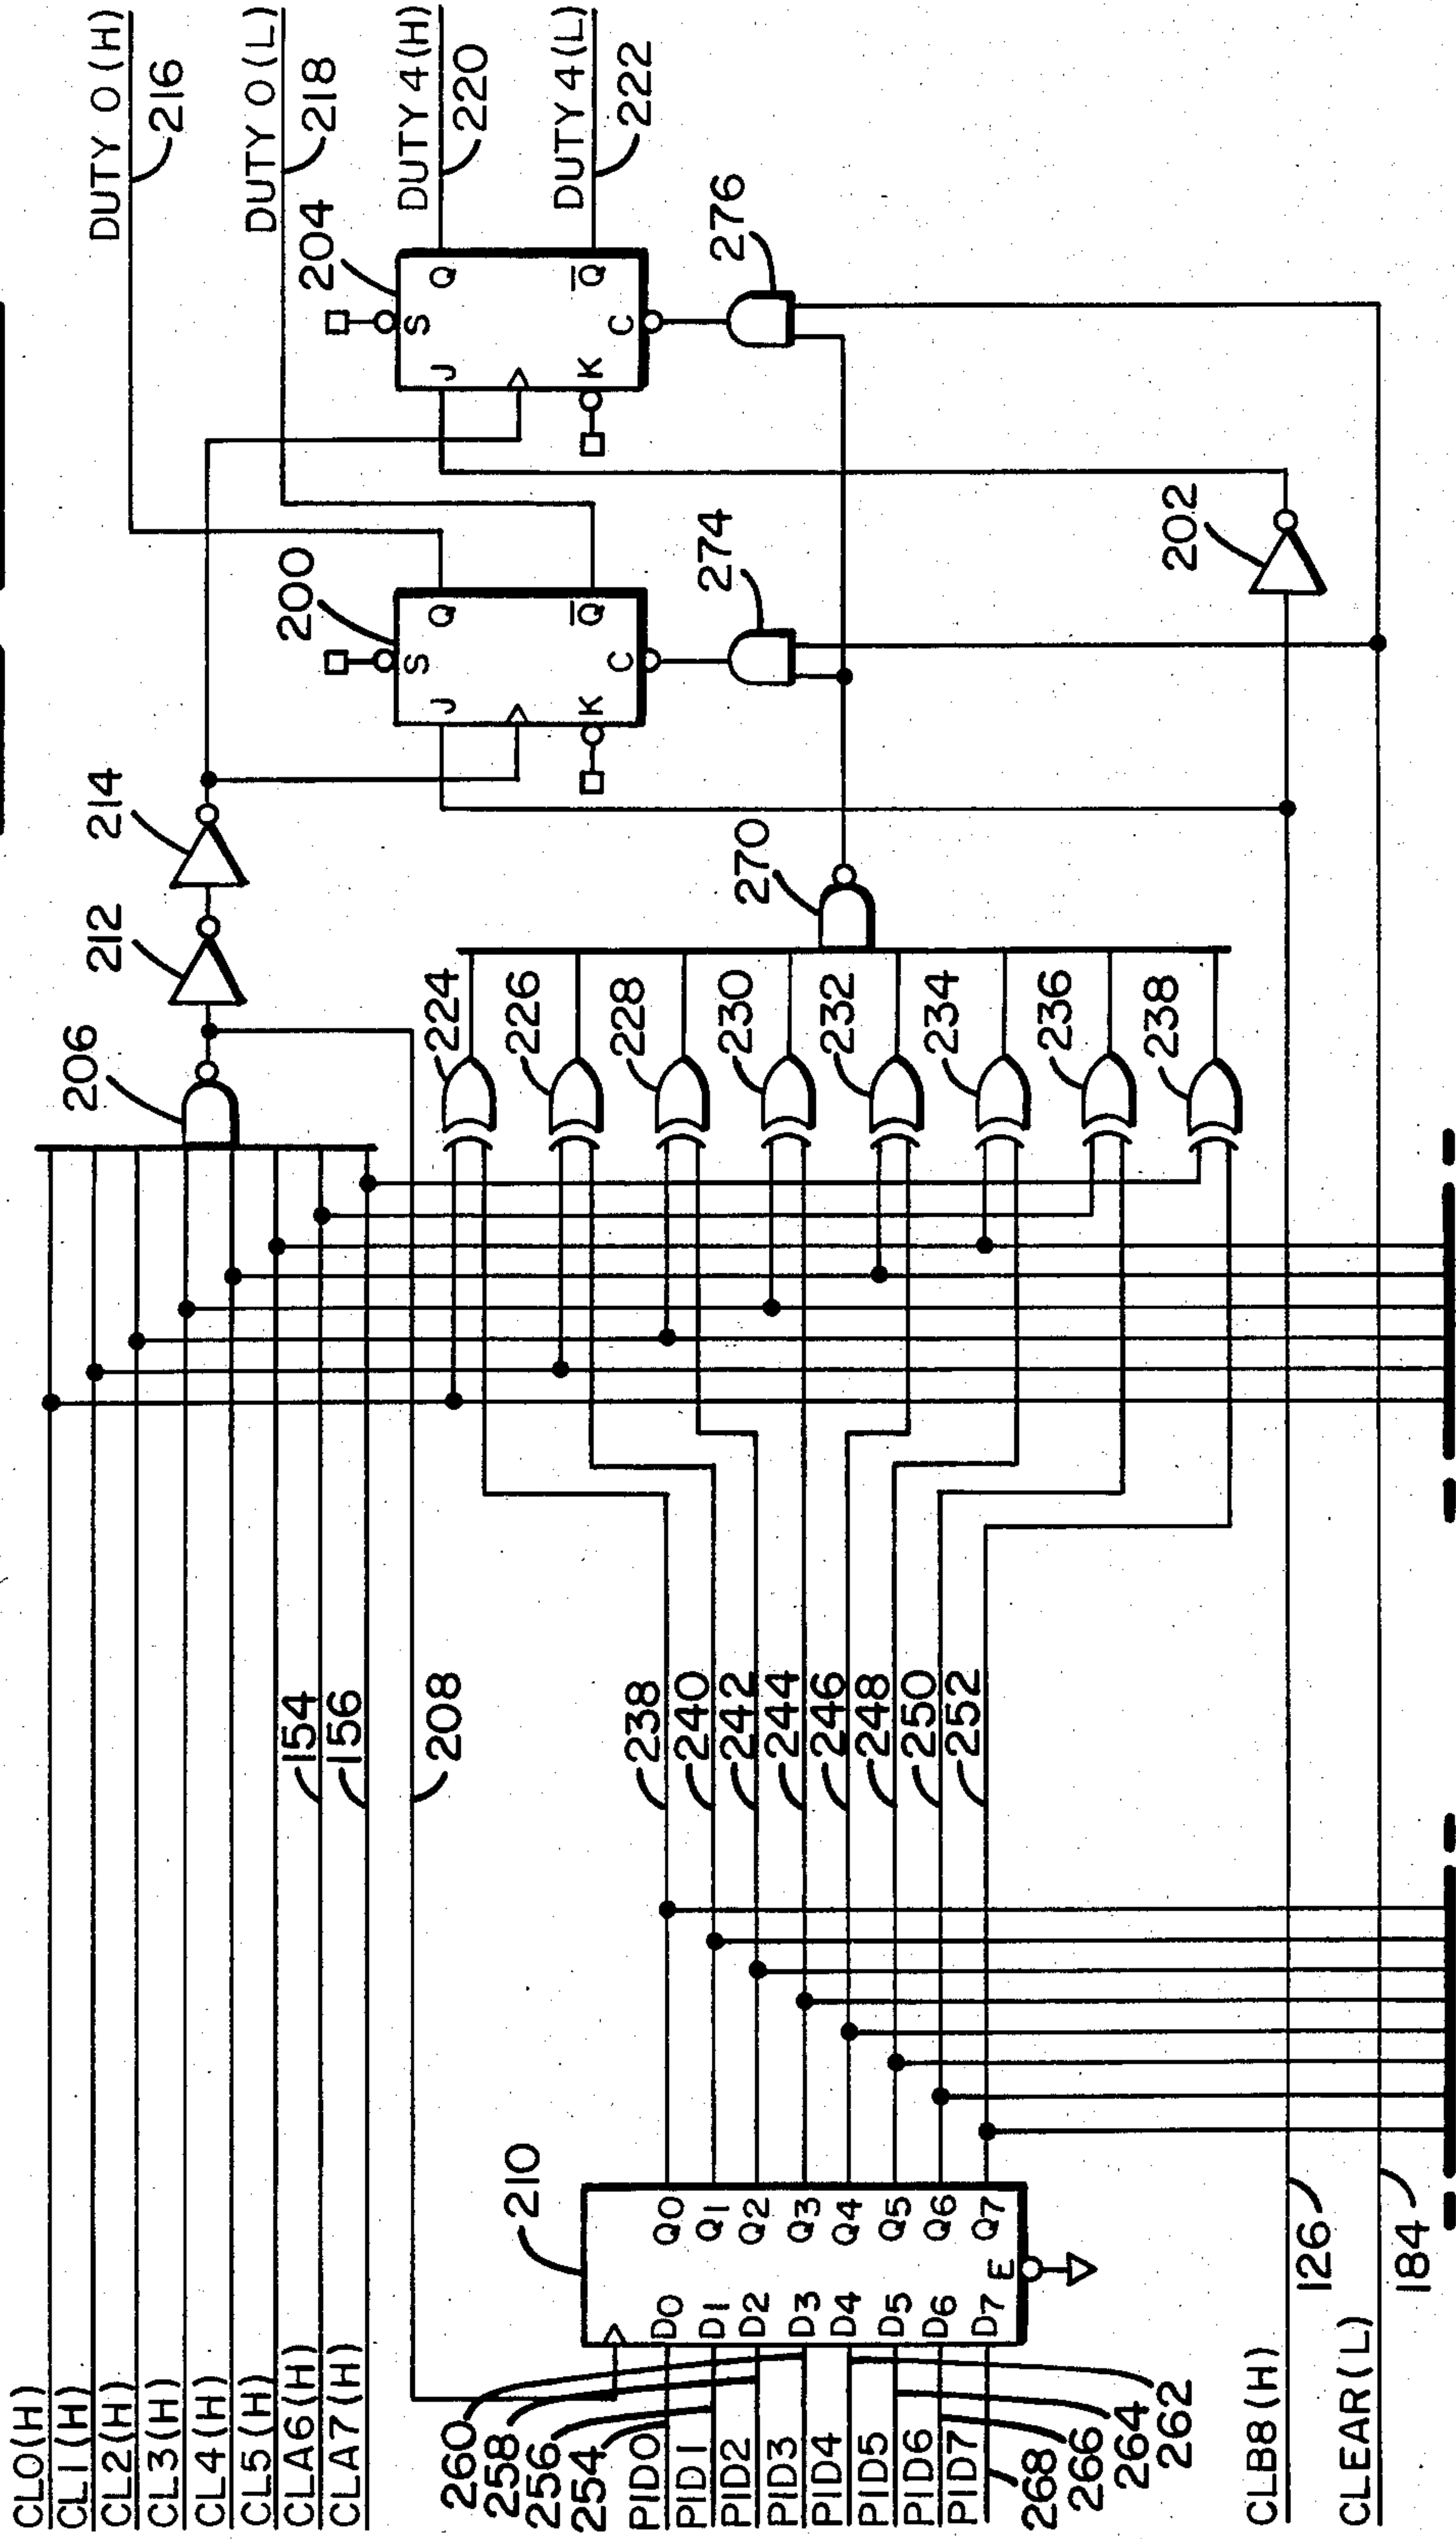 CL0(H)
CL1(H)
CL2(H)
CL3(H)
CL4(H)
CL5(H)
CLA6(H)
CLA7(H)
154
156
208
206
212
214
DUTY 0 (H)
216
DUTY 0 (L)
218
DUTY 4 (H)
220
DUTY 4 (L)
222
200
S
J
Q
K
C
Q̅
204
S
J
Q
K
C
Q̅
274
276
270
224
226
228
230
232
234
236
238
238
240
242
244
246
248
250
252
210
D0 Q0
D1 Q1
D2 Q2
D3 Q3
D4 Q4
D5 Q5
D6 Q6
D7 Q7
E
260
258
256
254
PID0
PID1
PID2
PID3
PID4
PID5
PID6
PID7
268
266
264
262
202
CLB8(H)
126
CLEAR(L)
184